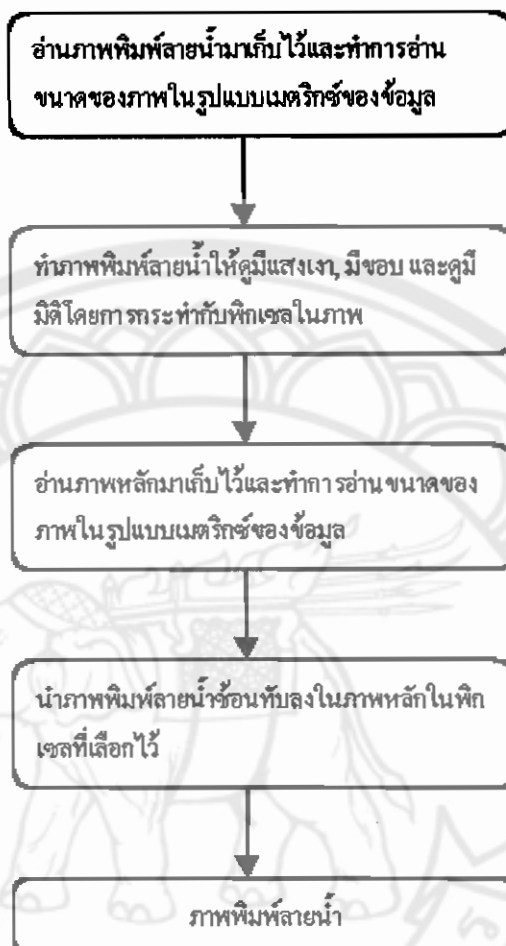 อ่านภาพพิมพ์ลายน้ำมาเก็บไว้และทำการอ่าน
ขนาดของภาพในรูปแบบเมตริกซ์ของข้อมูล
ทำภาพพิมพ์ลายน้ำให้ดูมีแสงเงา, มีขอบ และดูมี
มิติโดยการกระทำกับพิกเซลในภาพ
อ่านภาพหลักมาเก็บไว้และทำการอ่านขนาดของ
ภาพในรูปแบบเมตริกซ์ของข้อมูล
นำภาพพิมพ์ลายน้ำซ้อนทับลงในภาพหลักในพิก
เซลที่เลือกไว้
ภาพพิมพ์ลายน้ำ